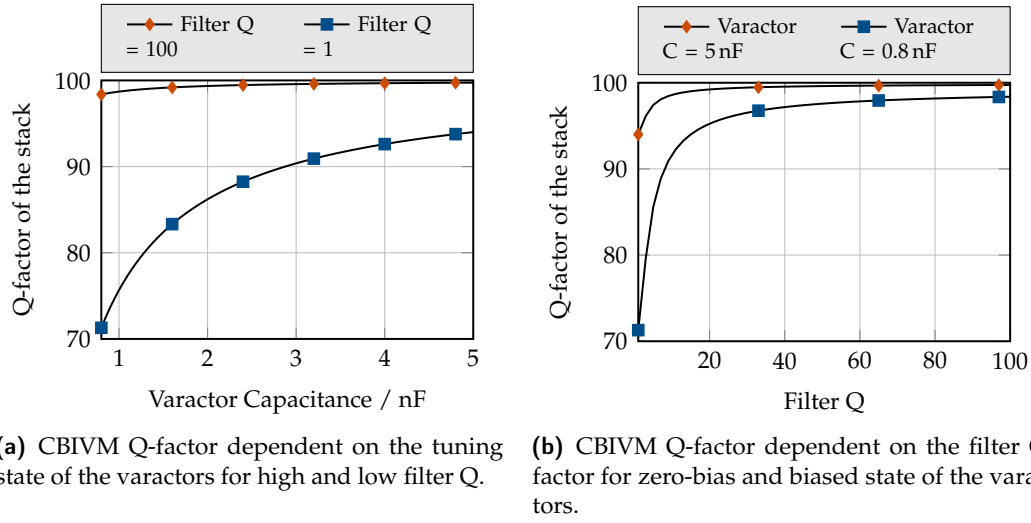 Filter Q
= 100
Filter Q
= 1
100
90
80
70
1 2 3 4 5
Q-factor of the stack
Varactor Capacitance / nF
(a) CBIVM Q-factor dependent on the tuning
state of the varactors for high and low filter Q.
Varactor
C = 5 nF
Varactor
C = 0.8 nF
100
90
80
70
20 40 60 80 100
Q-factor of the stack
Filter Q
(b) CBIVM Q-factor dependent on the filter
factor for zero-bias and biased state of the varac
tors.